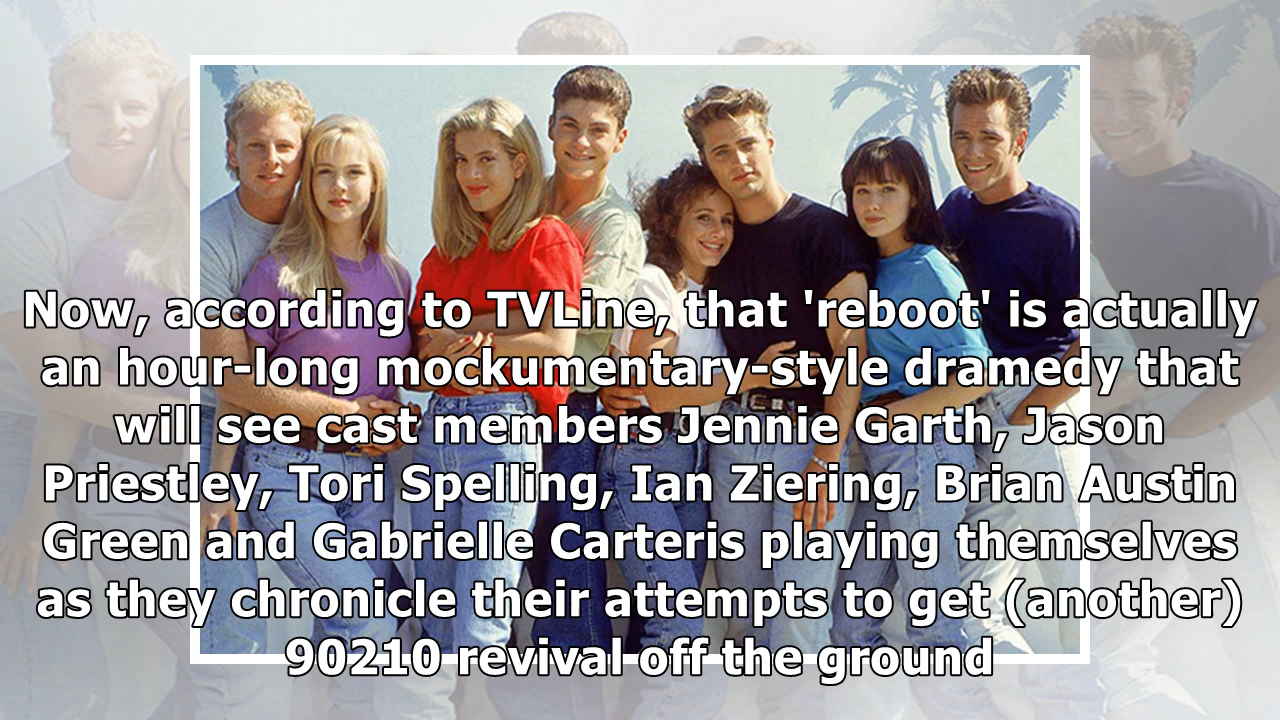 Now, according to TVLine, that 'reboot' is actually
an hour-long mockumentary-style dramedy that
will see cast members Jennie Garth, Jason
Priestley, Tori Spelling, Ian Ziering, Brian Austin
Green and Gabrielle Carteris playing themselves
as they chronicle their attempts to get (another)
90210 revival off the ground